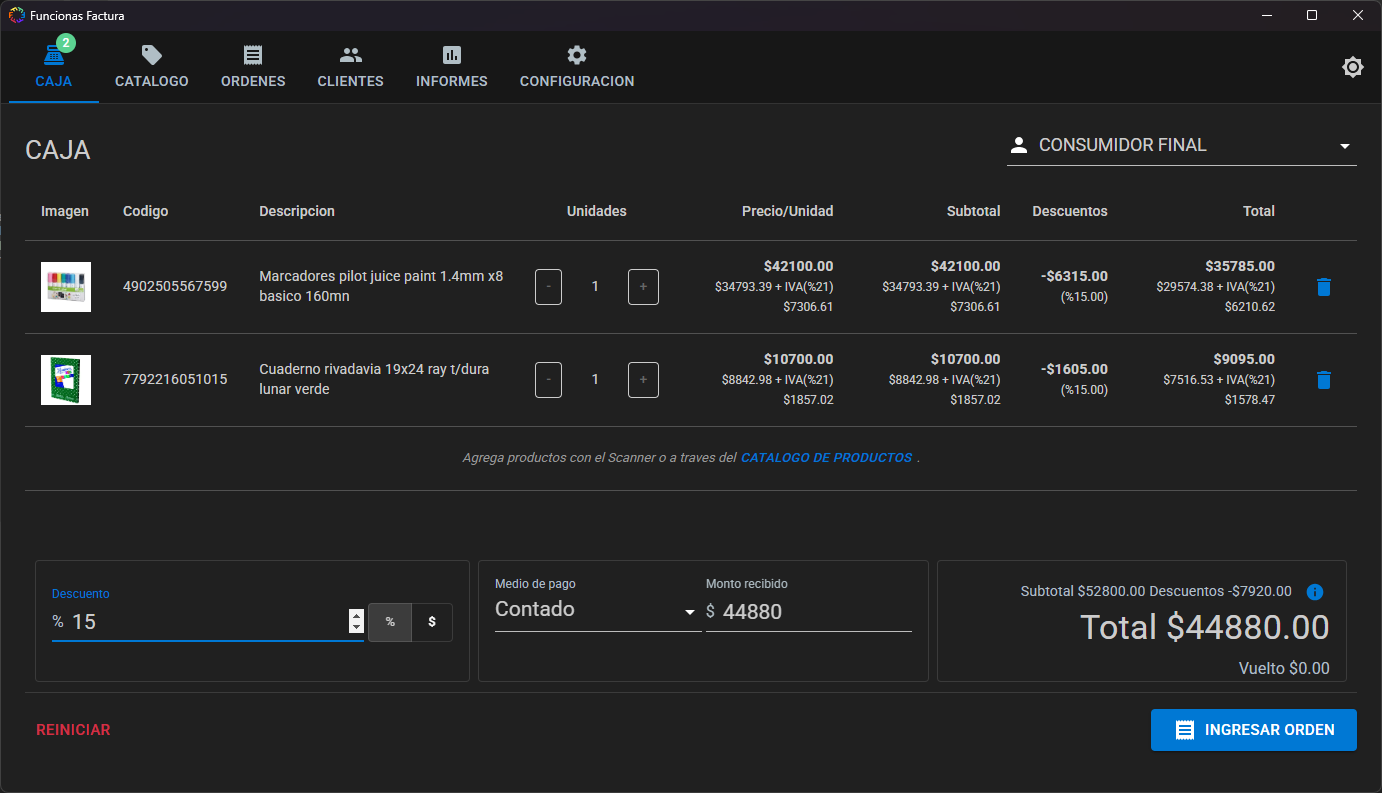 Funcionas Factura
2
CAJA CATALOGO ORDENES CLIENTES INFORMES CONFIGURACION
CAJA
CONSUMIDOR FINAL
Imagen Codigo Descripcion Unidades Precio/Unidad Subtotal Descuentos Total
4902505567599
Marcadores pilot juice paint 1.4mm x8
basico 160mn
- 1 +
$42100.00
$34793.39 + IVA(%21)
$7306.61
$42100.00
$34793.39 + IVA(%21)
$7306.61
-$6315.00
(%15.00)
$35785.00
$29574.38 + IVA(%21)
$6210.62
7792216051015
Cuaderno rivadavia 19x24 ray t/dura
lunar verde
- 1 +
$10700.00
$8842.98 + IVA(%21)
$1857.02
$10700.00
$8842.98 + IVA(%21)
$1857.02
-$1605.00
(%15.00)
$9095.00
$7516.53 + IVA(%21)
$1578.47
Agrega productos con el Scanner o a traves del CATALOGO DE PRODUCTOS .
Descuento
% 15
% $
Medio de pago
Contado
Monto recibido
$ 44880
Subtotal $52800.00 Descuentos -$7920.00
Total $44880.00
Vuelto $0.00
REINICIAR
INGRESAR ORDEN